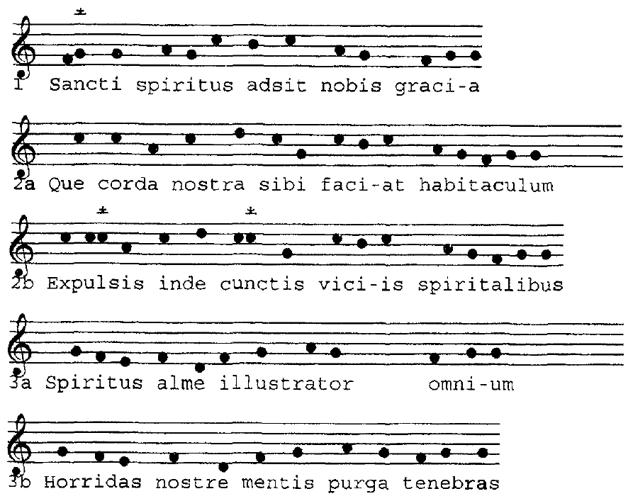 *
1 Sancti spiritus adsit nobis graci-a
2a Que corda nostra sibi faci-at habitaculum
* *
2b Expulsis inde cunctis vici-is spiritalibus
3a Spiritus alme illustrator omni-um
3b Horridas nostre mentis purga tenebras